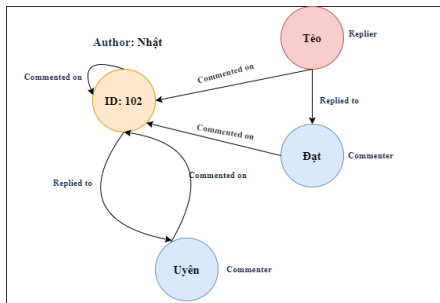 Tèo
Replier
Author: Nhật
Commented on
Commented on
ID: 102
Replied to
Commented on
Đạt
Commenter
Replied to
Commented on
Uyên
Commenter